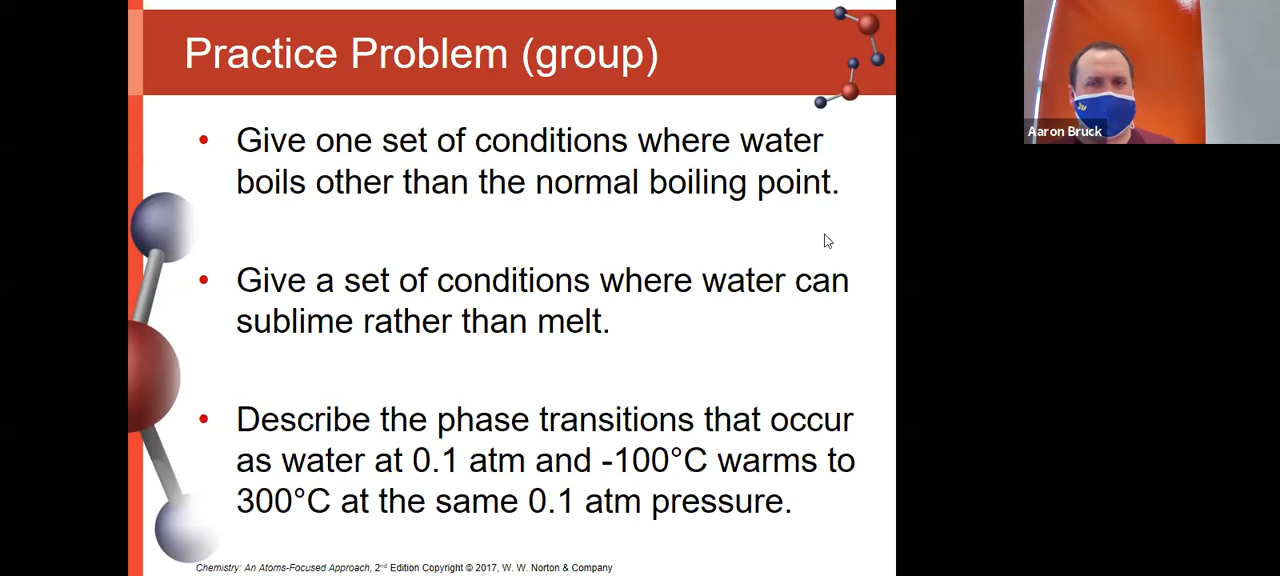 Practice Problem (group)
• Give one set of conditions where water
boils other than the normal boiling point.
• Give a set of conditions where water can
sublime rather than melt.
• Describe the phase transitions that occur
as water at 0.1 atm and -100°C warms to
300°C at the same 0.1 atm pressure.
Chemistry: An Atoms-Focused Approach, 2nd Edition Copyright © 2017, W. W. Norton & Company
Aaron Bruck